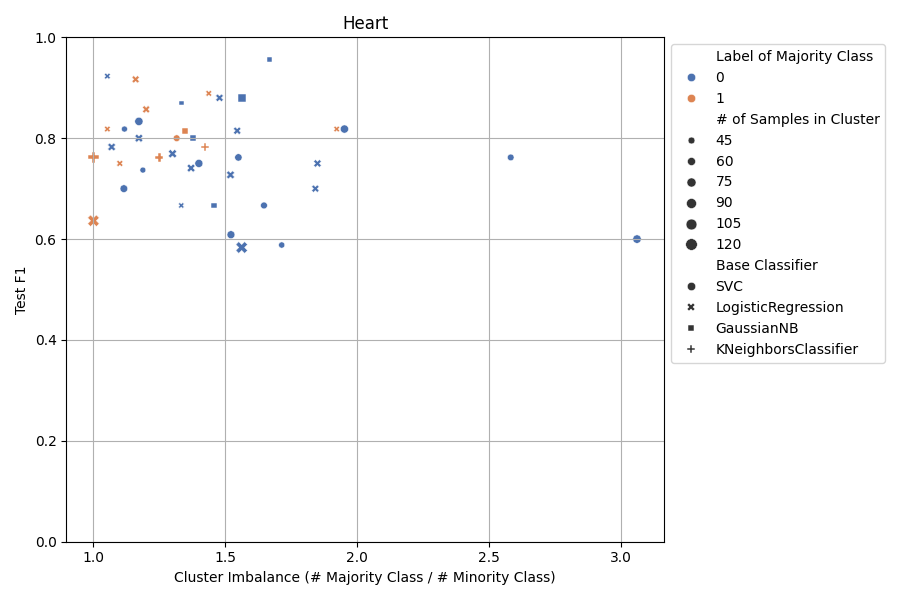 Heart
1.0
0.8
0.6
0.4
0.2
0.0
Test F1
1.0 1.5 2.0 2.5 3.0
Cluster Imbalance (# Majority Class / # Minority Class)
Label of Majority Class
0
1
# of Samples in Cluster
45
60
75
90
105
120
Base Classifier
SVC
LogisticRegression
GaussianNB
KNeighborsClassifier